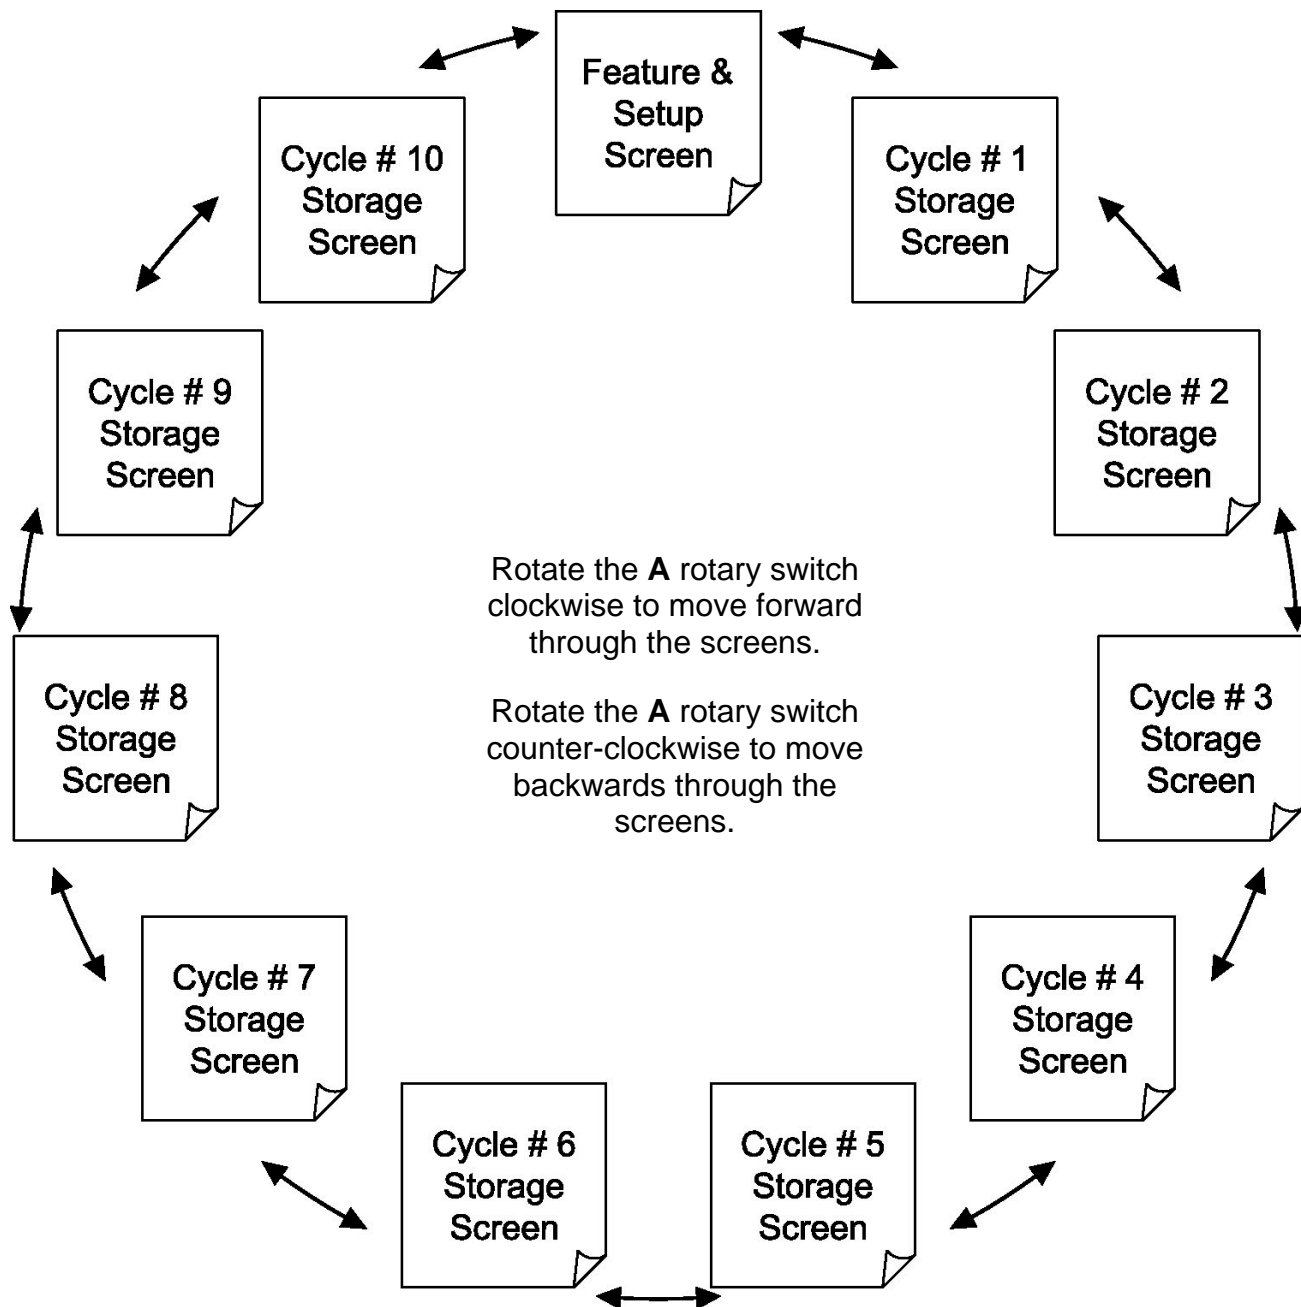 Feature &
Setup
Screen
Cycle # 1
Storage
Screen
Cycle # 2
Storage
Screen
Cycle # 3
Storage
Screen
Cycle # 4
Storage
Screen
Cycle # 5
Storage
Screen
Cycle # 6
Storage
Screen
Cycle # 7
Storage
Screen
Cycle # 8
Storage
Screen
Cycle # 9
Storage
Screen
Cycle # 10
Storage
Screen
Rotate the A rotary switch
clockwise to move forward
through the screens.
Rotate the A rotary switch
counter-clockwise to move
backwards through the
screens.